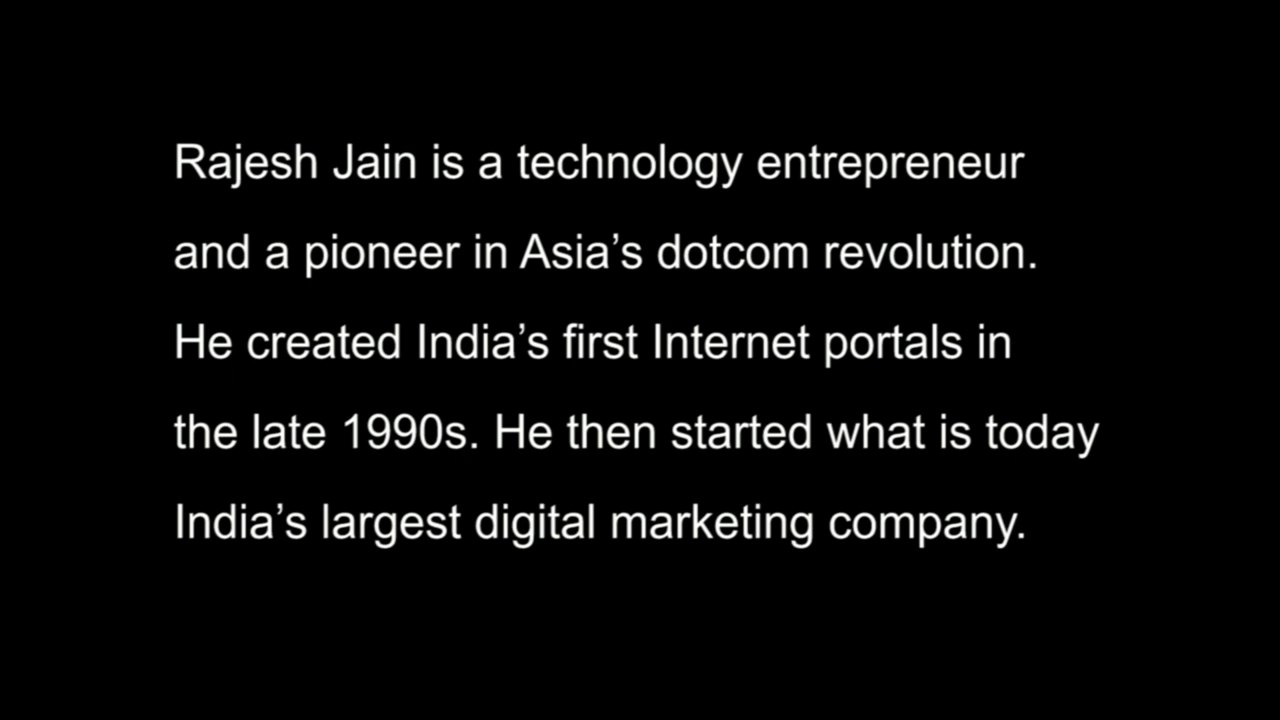 Rajesh Jain is a technology entrepreneur
and a pioneer in Asia’s dotcom revolution.
He created India’s first Internet portals in
the late 1990s. He then started what is today
India’s largest digital marketing company.